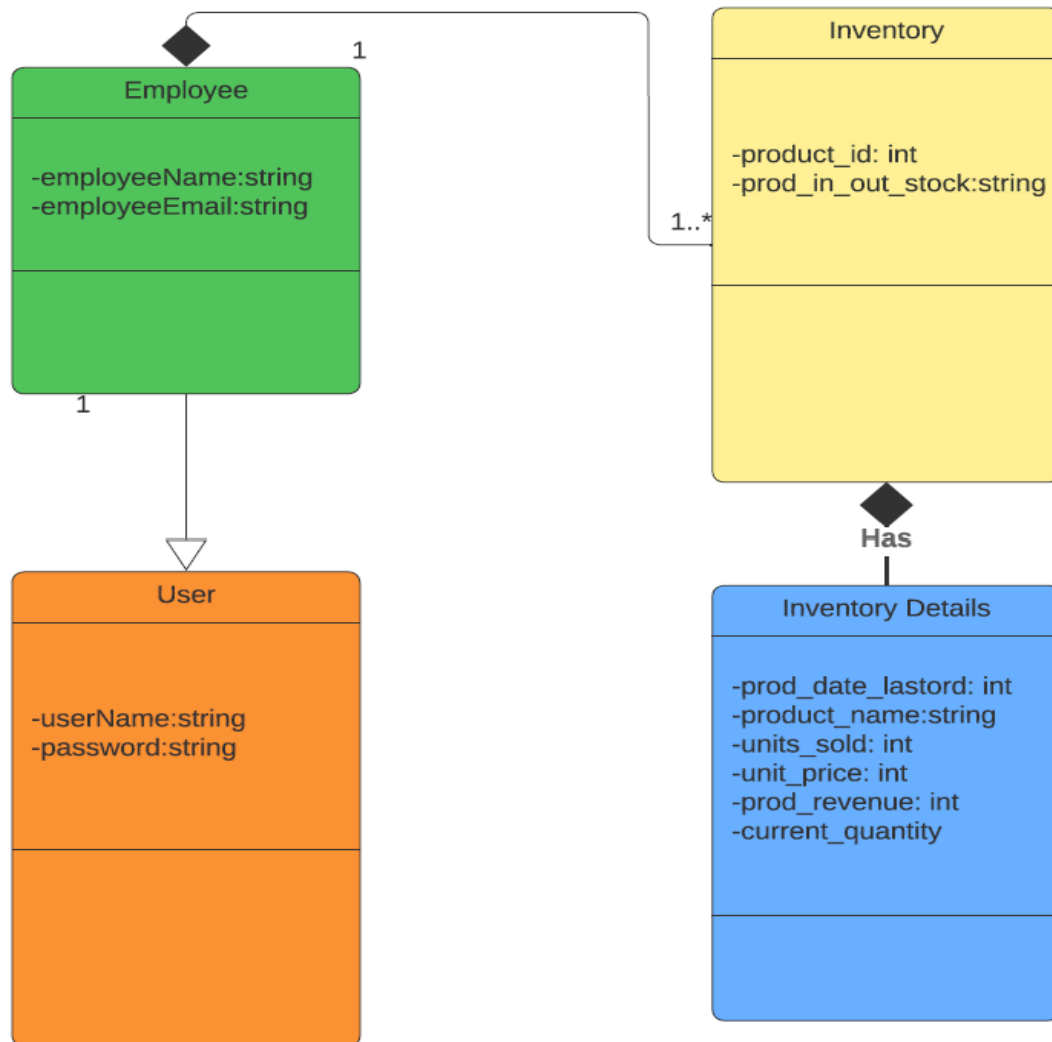 1
Employee
-employeeName:string
-employeeEmail:string
1
Inventory
-product_id: int
-prod_in_out_stock:string
1..*
User
-userName:string
-password:string
Has
Inventory Details
-prod_date_lastord: int
-product_name:string
-units_sold: int
-unit_price: int
-prod_revenue: int
-current_quantity